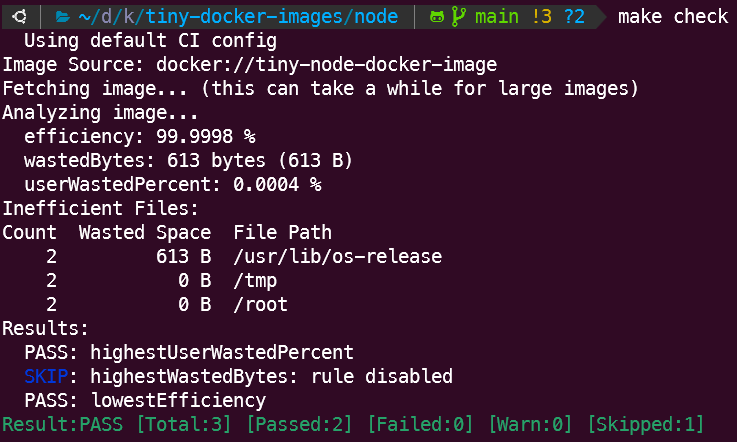 ~/d/k/tiny-docker-images/node main !3 ?2 make check
  Using default CI config
Image Source: docker://tiny-node-docker-image
Fetching image... (this can take a while for large images)
Analyzing image...
  efficiency: 99.9998 %
  wastedBytes: 613 bytes (613 B)
  userWastedPercent: 0.0004 %
Inefficient Files:
Count  Wasted Space  File Path
    2         613 B  /usr/lib/os-release
    2           0 B  /tmp
    2           0 B  /root
Results:
  PASS: highestUserWastedPercent
  SKIP: highestWastedBytes: rule disabled
  PASS: lowestEfficiency
Result:PASS [Total:3] [Passed:2] [Failed:0] [Warn:0] [Skipped:1]